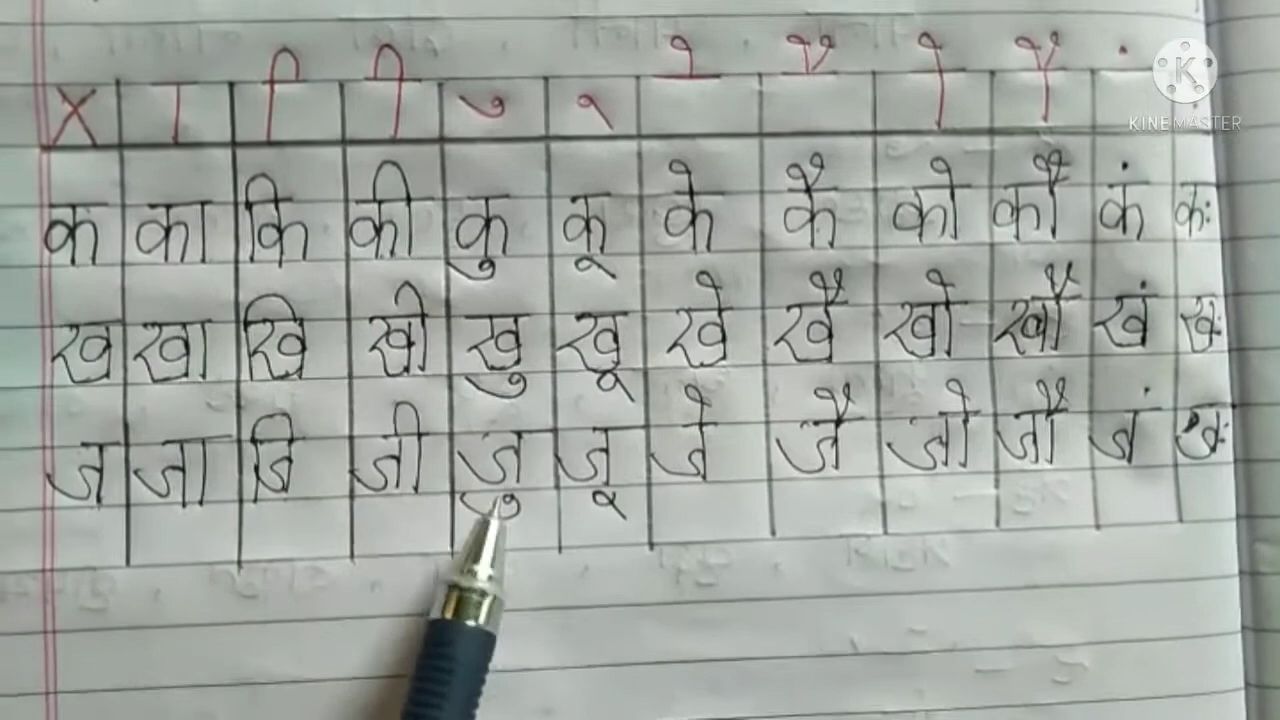 × ा ि ी ु ू े ै ो ौ ं
KINEMASTER
क का कि की कु कू के कै को कौ कं कः
ख खा खि खी खु खू खे खै खो खौ खं खः
ज जा जि जी जु जू जे जै जो जौ जं खः